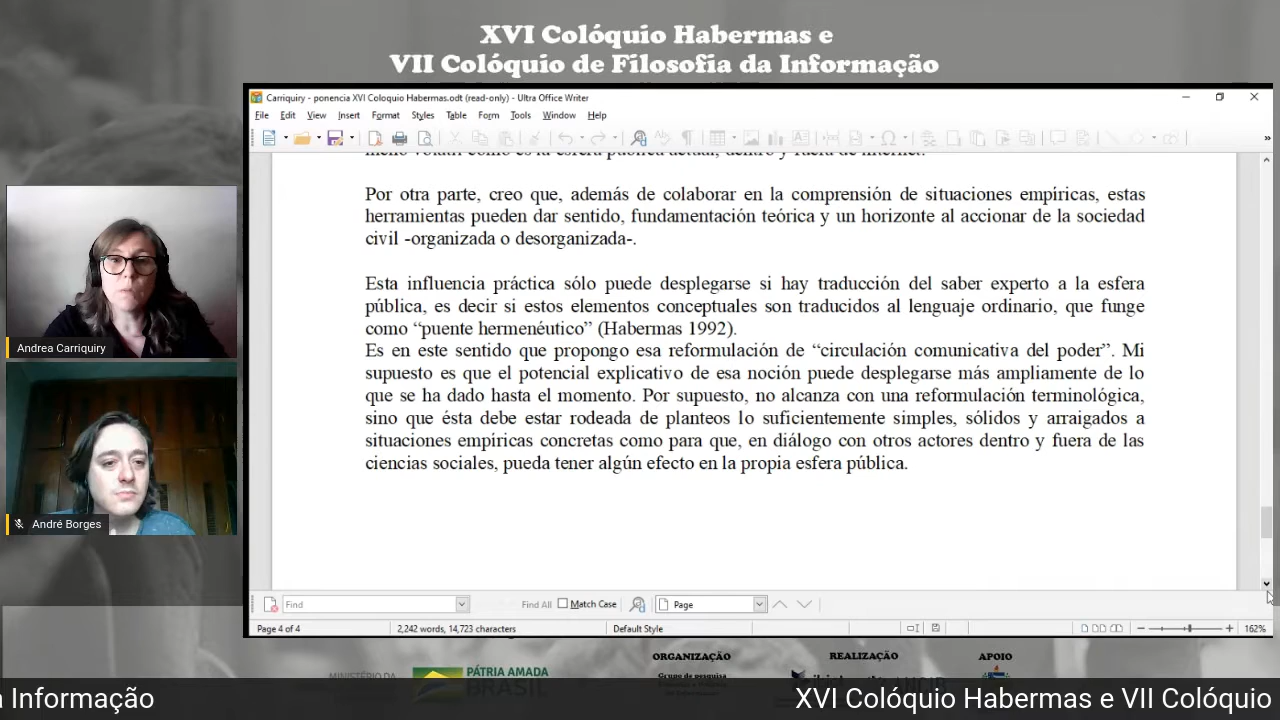 XVI Colóquio Habermas e
VII Colóquio de Filosofia da Informação
Carriquiry - ponencia XVI Coloquio Habermas.odt (read-only) - Ultra Office Writer
File Edit View Insert Format Styles Table Form Tools Window Help
Por otra parte, creo que, además de colaborar en la comprensión de situaciones empíricas, estas
herramientas pueden dar sentido, fundamentación teórica y un horizonte al accionar de la sociedad
civil -organizada o desorganizada-.
Esta influencia práctica sólo puede desplegarse si hay traducción del saber experto a la esfera
pública, es decir si estos elementos conceptuales son traducidos al lenguaje ordinario, que funge
como “puente hermenéutico” (Habermas 1992).
Es en este sentido que propongo esa reformulación de “circulación comunicativa del poder”. Mi
supuesto es que el potencial explicativo de esa noción puede desplegarse más ampliamente de lo
que se ha dado hasta el momento. Por supuesto, no alcanza con una reformulación terminológica,
sino que ésta debe estar rodeada de planteos lo suficientemente simples, sólidos y arraigados a
situaciones empíricas concretas como para que, en diálogo con otros actores dentro y fuera de las
ciencias sociales, pueda tener algún efecto en la propia esfera pública.
Andrea Carriquiry
André Borges
Find Find All Match Case Page
Page 4 of 4 2,242 words, 14,723 characters Default Style 162%
ORGANIZAÇÃO REALIZAÇÃO APOIO
PÁTRIA AMADA
BRASIL
Grupo de pesquisa
a Informação XVI Colóquio Habermas e VII Colóquio